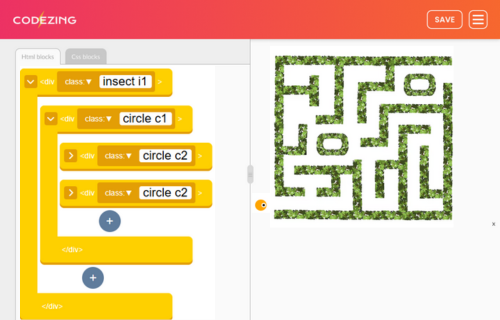 CODEZING
SAVE
Html blocks
Css blocks
<div class:▼ insect i1 >
<div class:▼ circle c1 >
<div class:▼ circle c2 >
<div class:▼ circle c2 >
+
</div>
+
</div>
x